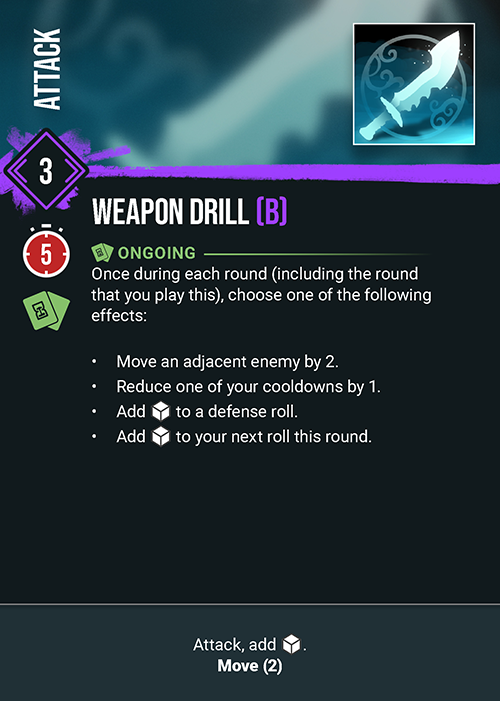 ATTACK
3
WEAPON DRILL (B)
5
ONGOING
Once during each round (including the round
that you play this), choose one of the following
effects:
• Move an adjacent enemy by 2.
• Reduce one of your cooldowns by 1.
• Add to a defense roll.
• Add to your next roll this round.
Attack, add .
Move (2)